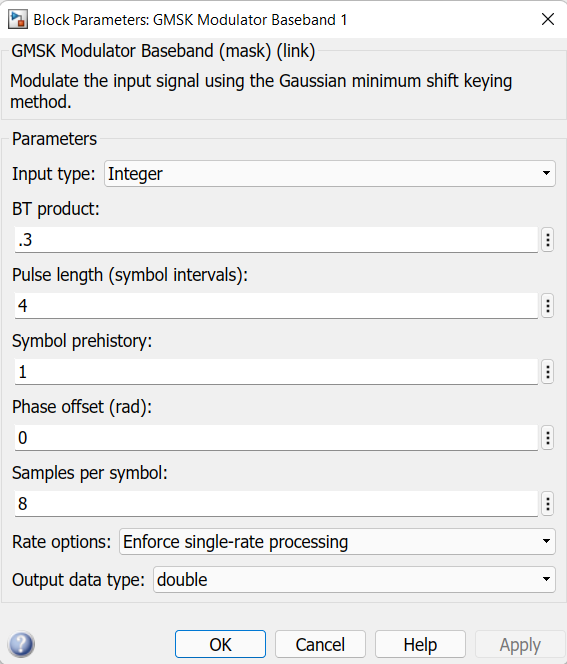 Block Parameters: GMSK Modulator Baseband 1
GMSK Modulator Baseband (mask) (link)
Modulate the input signal using the Gaussian minimum shift keying
method.
Parameters
Input type: Integer
BT product:
.3
Pulse length (symbol intervals):
4
Symbol prehistory:
1
Phase offset (rad):
0
Samples per symbol:
8
Rate options: Enforce single-rate processing
Output data type: double
? OK Cancel Help Apply